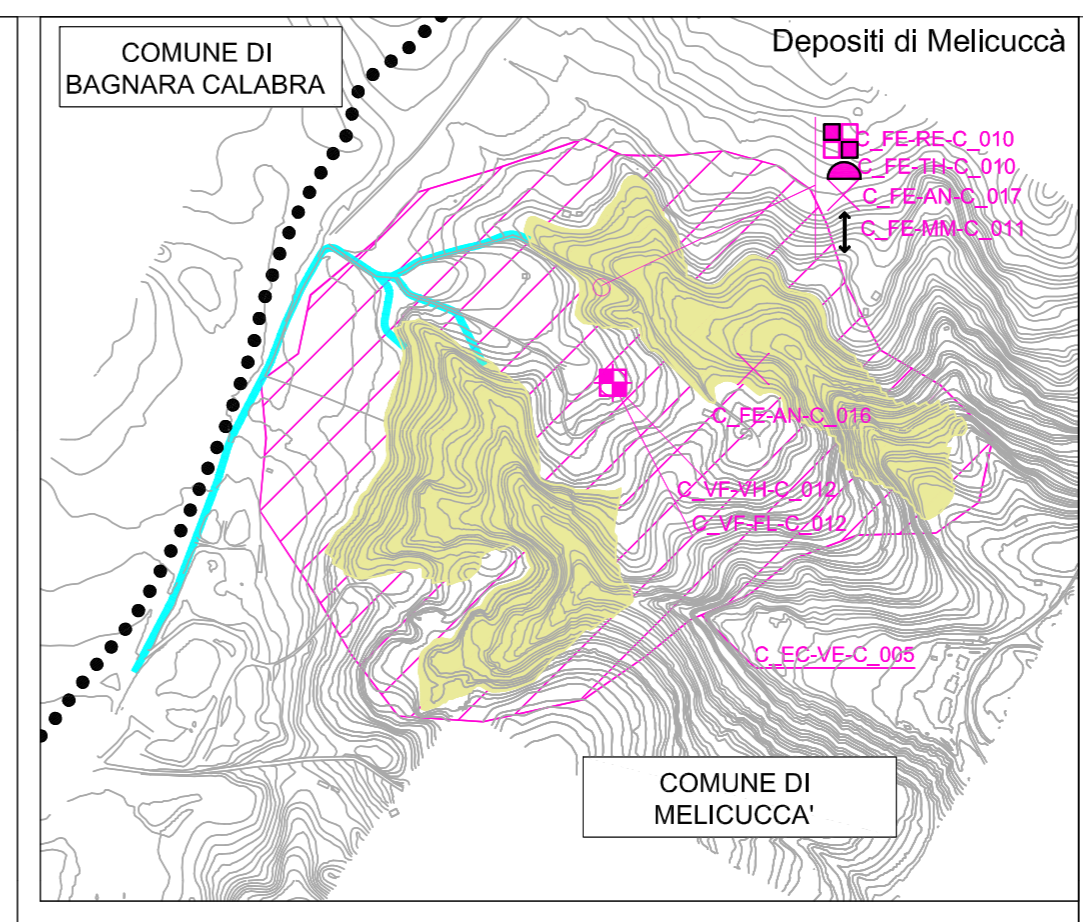 COMUNE DI
BAGNARA CALABRA
Depositi di Melicuccà
C_FE-RE-C_010
C_FE-TH-C_010
C_FE-AN-C_017
C_FE-MM-C_011
C_FE-AN-C_016
C_VF-VH-C_012
C_VF-FL-C_012
C_EC-VE-C_005
COMUNE DI
MELICUCCA'